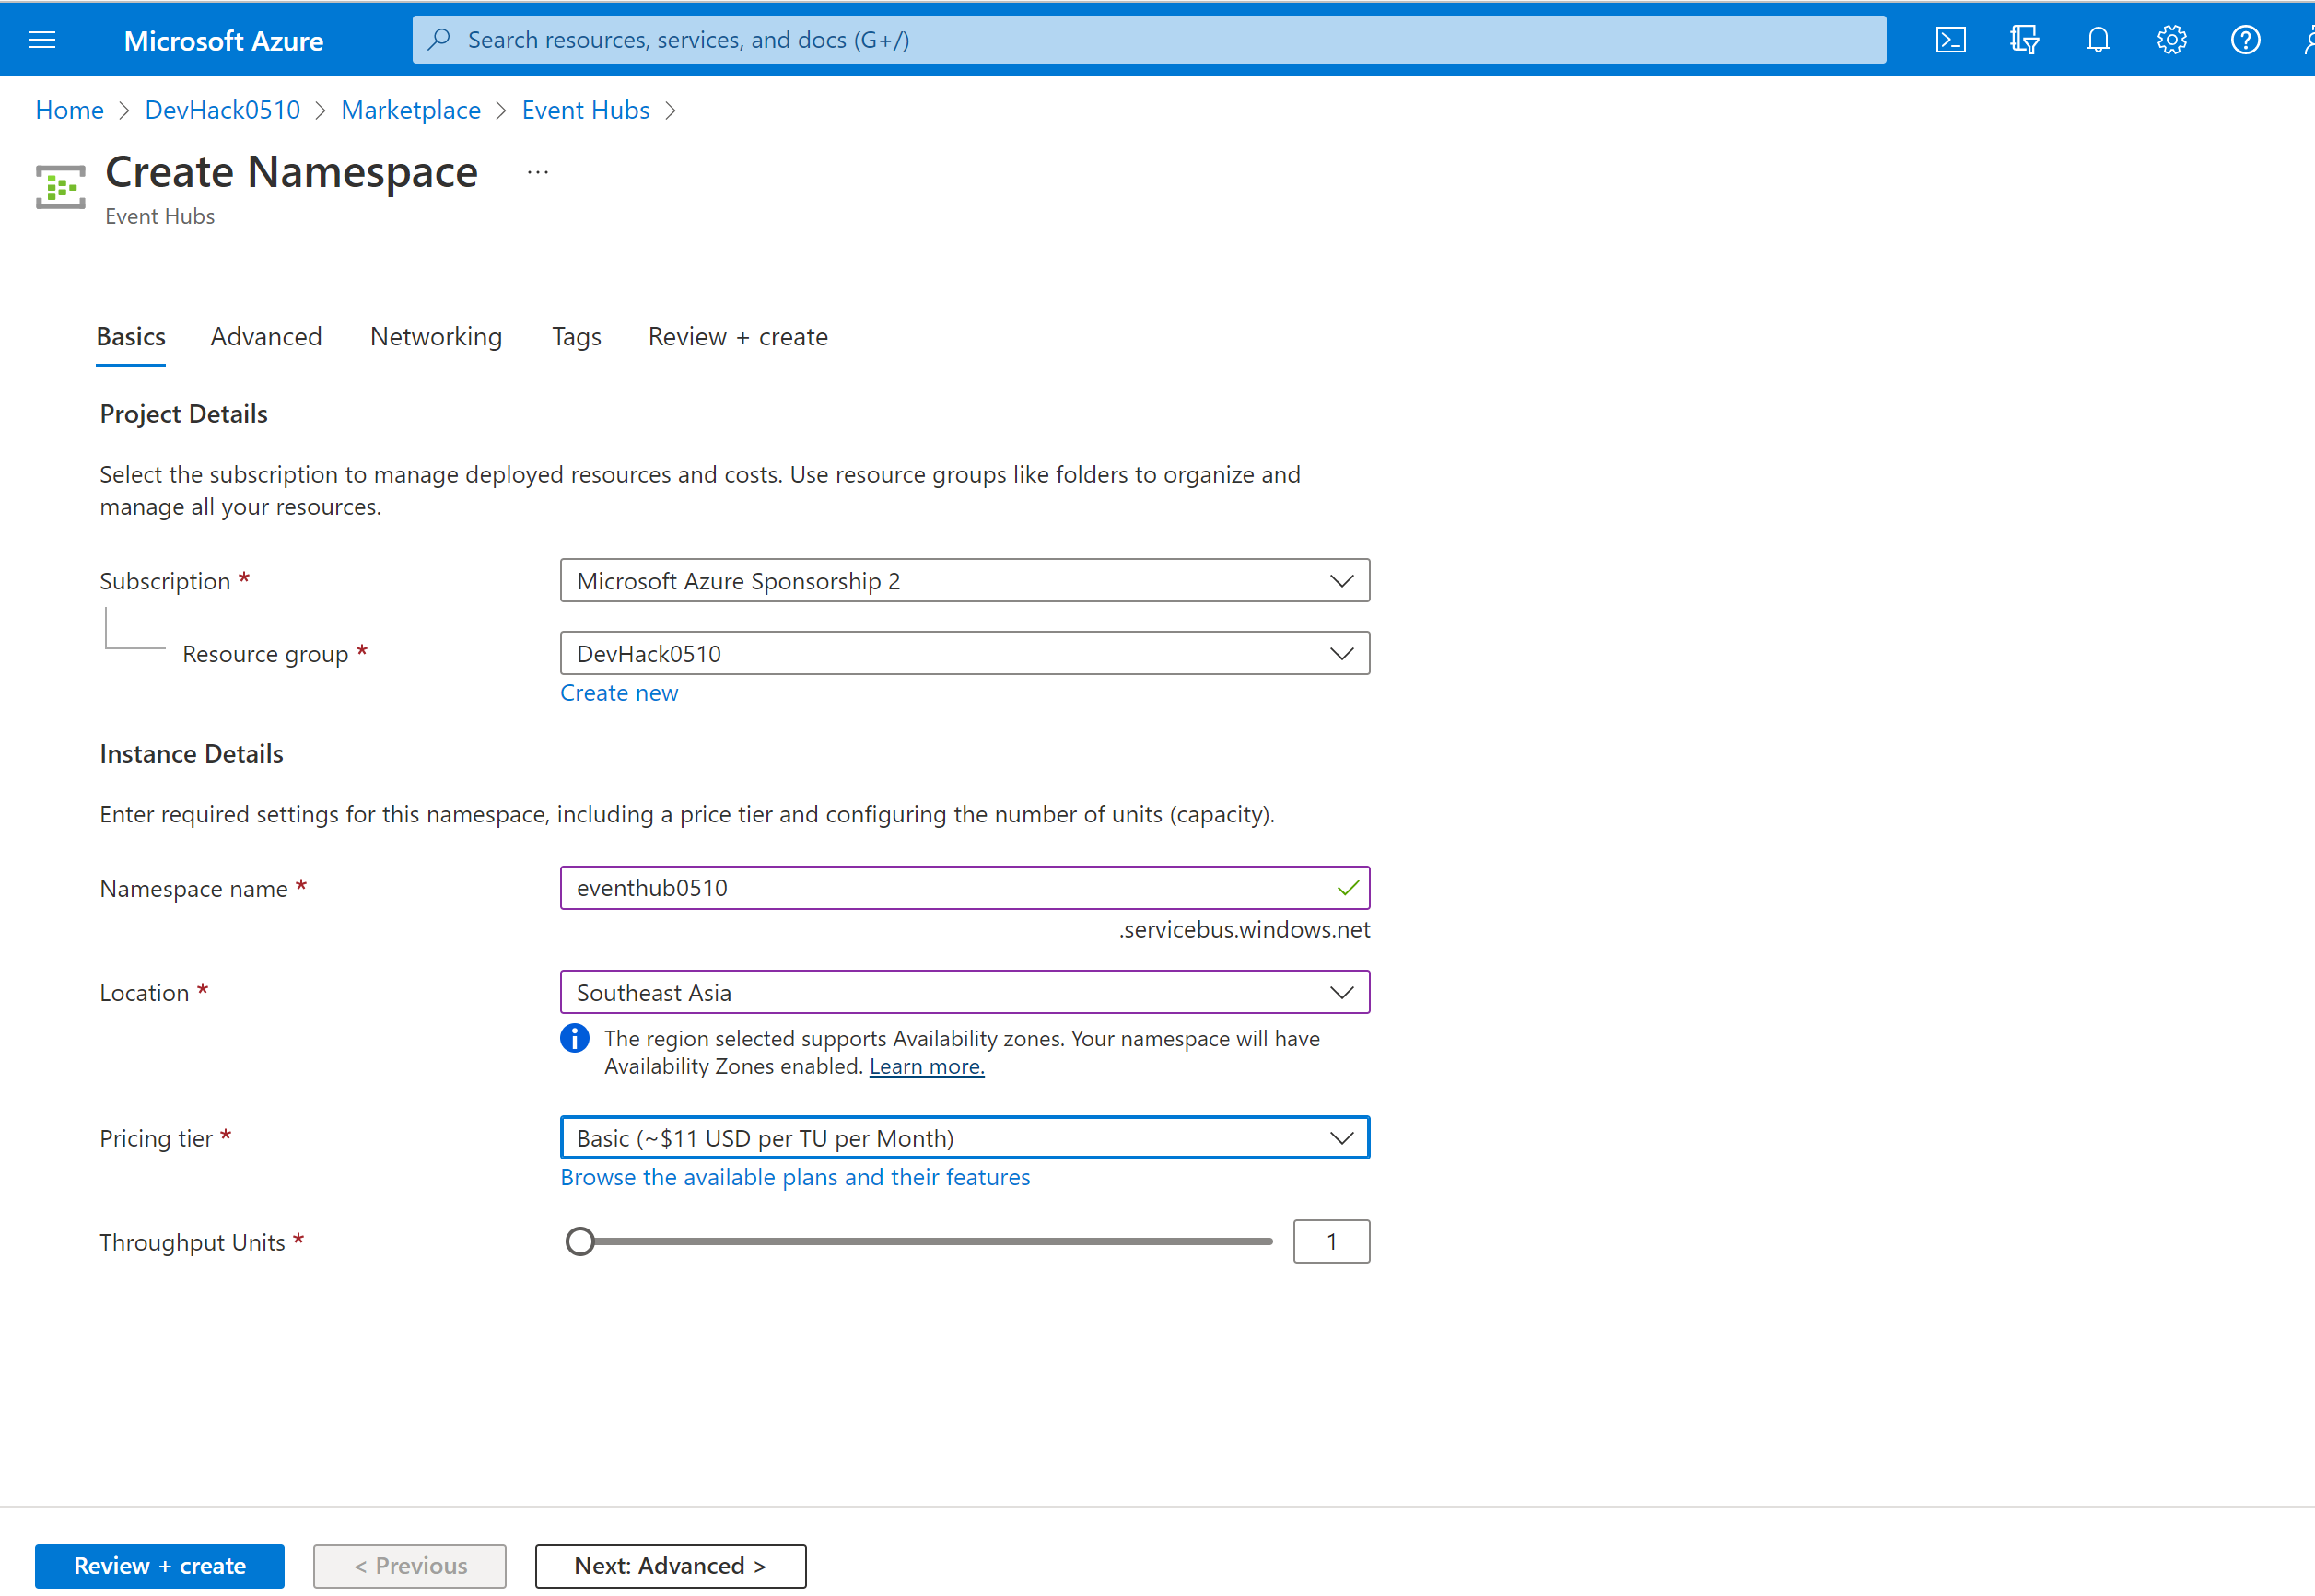 Microsoft Azure
Search resources, services, and docs (G+/)
Home > DevHack0510 > Marketplace > Event Hubs >
Create Namespace ...
Event Hubs
Basics Advanced Networking Tags Review + create
Project Details
Select the subscription to manage deployed resources and costs. Use resource groups like folders to organize and
manage all your resources.
Subscription * Microsoft Azure Sponsorship 2
Resource group * DevHack0510
Create new
Instance Details
Enter required settings for this namespace, including a price tier and configuring the number of units (capacity).
Namespace name * eventhub0510
.servicebus.windows.net
Location * Southeast Asia
The region selected supports Availability zones. Your namespace will have
Availability Zones enabled. Learn more.
Pricing tier * Basic (~$11 USD per TU per Month)
Browse the available plans and their features
Throughput Units * 1
Review + create < Previous Next: Advanced >